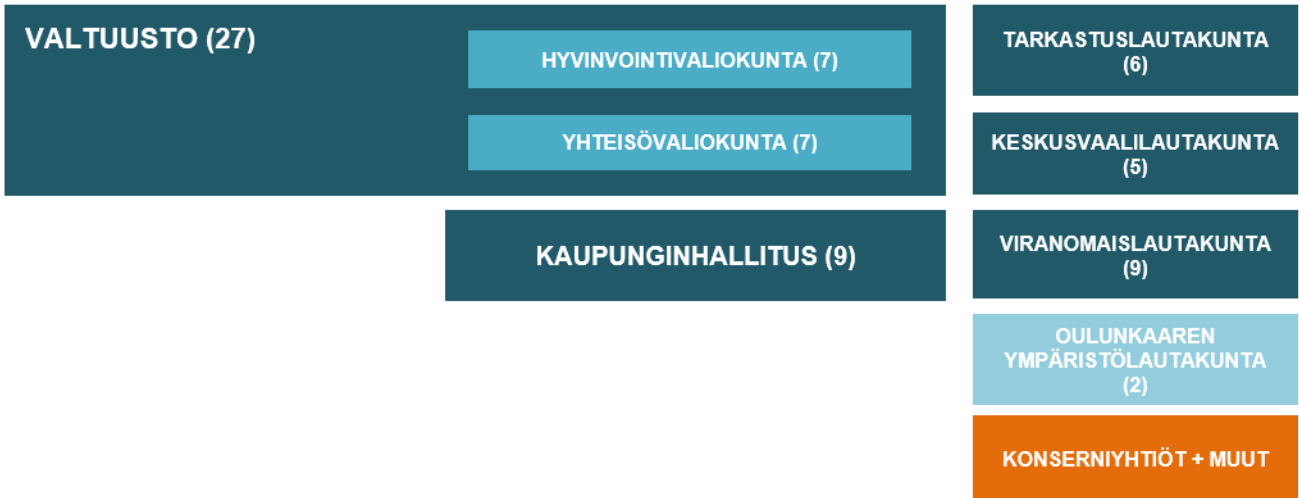 VALTUUSTO (27)
HYVINVOINTIVALIOKUNTA (7)
YHTEISÖVALIOKUNTA (7)
KAUPUNGINHALLITUS (9)
TARKASTUSLAUTAKUNTA
(6)
KESKUSVAALILAUTAKUNTA
(5)
VIRANOMAISLAUTAKUNTA
(9)
OULUNKAAREN
YMPÄRISTÖLAUTAKUNTA
(2)
KONSERNIYHTIÖT + MUUT